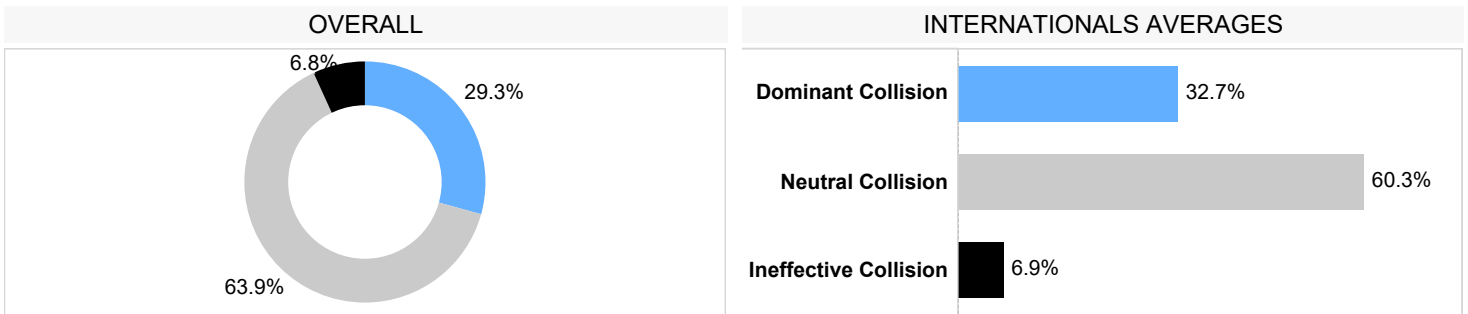 OVERALL
6.8%
29.3%
63.9%
INTERNATIONALS AVERAGES
Dominant Collision 32.7%
Neutral Collision 60.3%
Ineffective Collision 6.9%